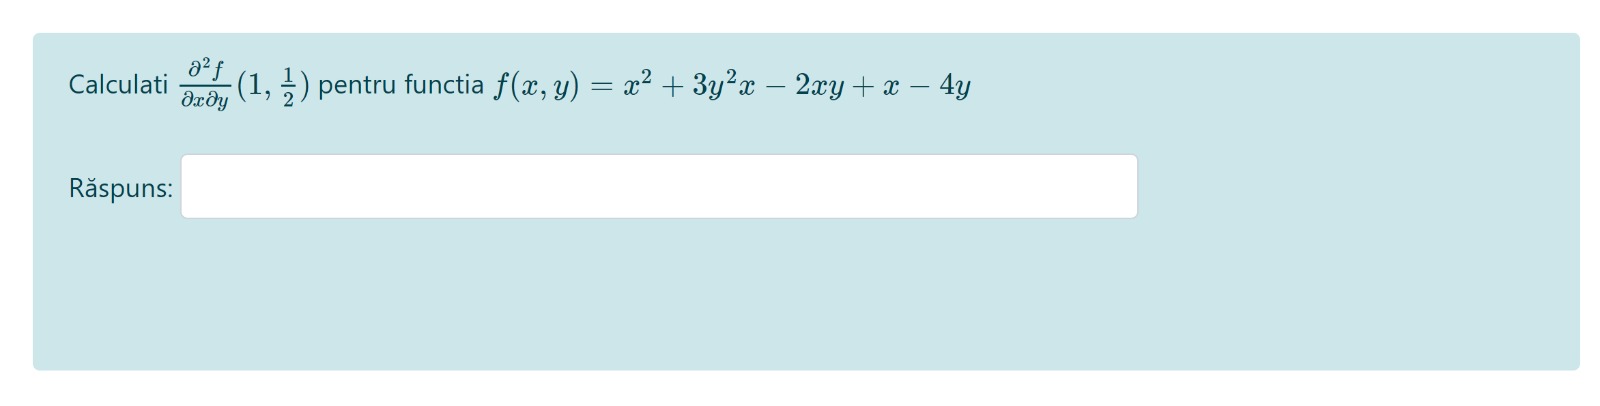 Calculati $\frac{\partial^2 f}{\partial x \partial y}(1, \frac{1}{2})$ pentru functia $f(x, y) = x^2 + 3y^2x - 2xy + x - 4y$
Răspuns: